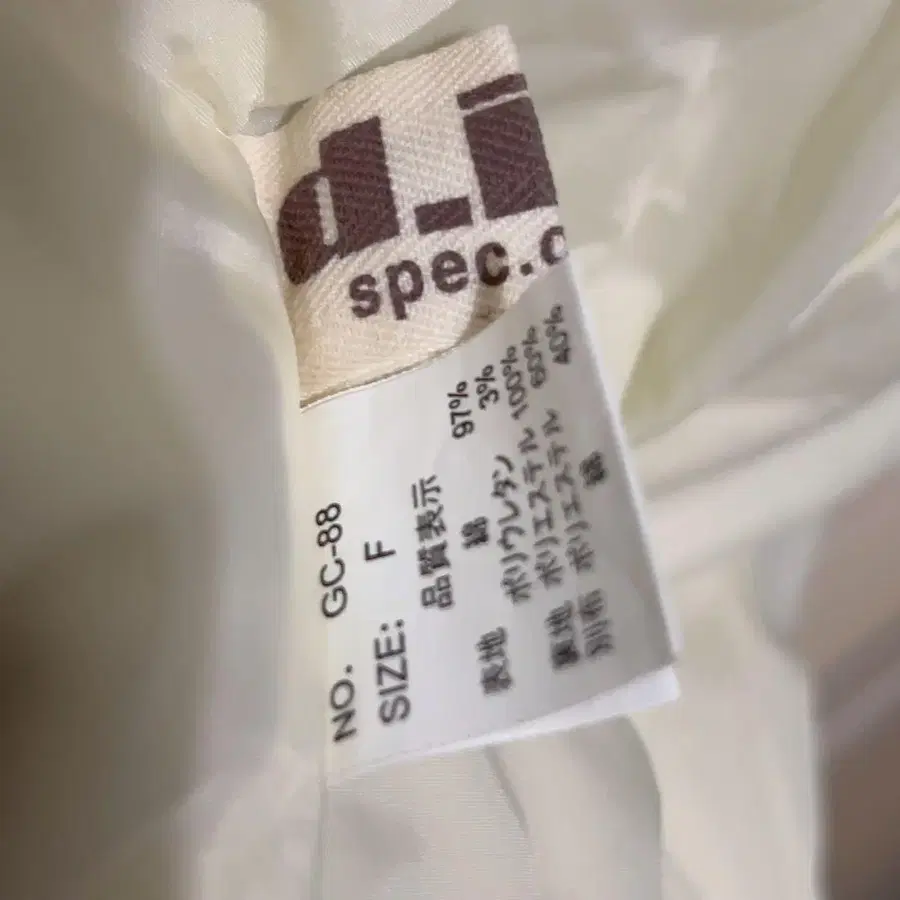 d.i
spec.c
NO. GC-88
SIZE: F
品質表示
表地 綿 97%
ポリウレタン 3%
裏地 ポリエステル 100%
別布 ポリエステル 60%
綿 40%